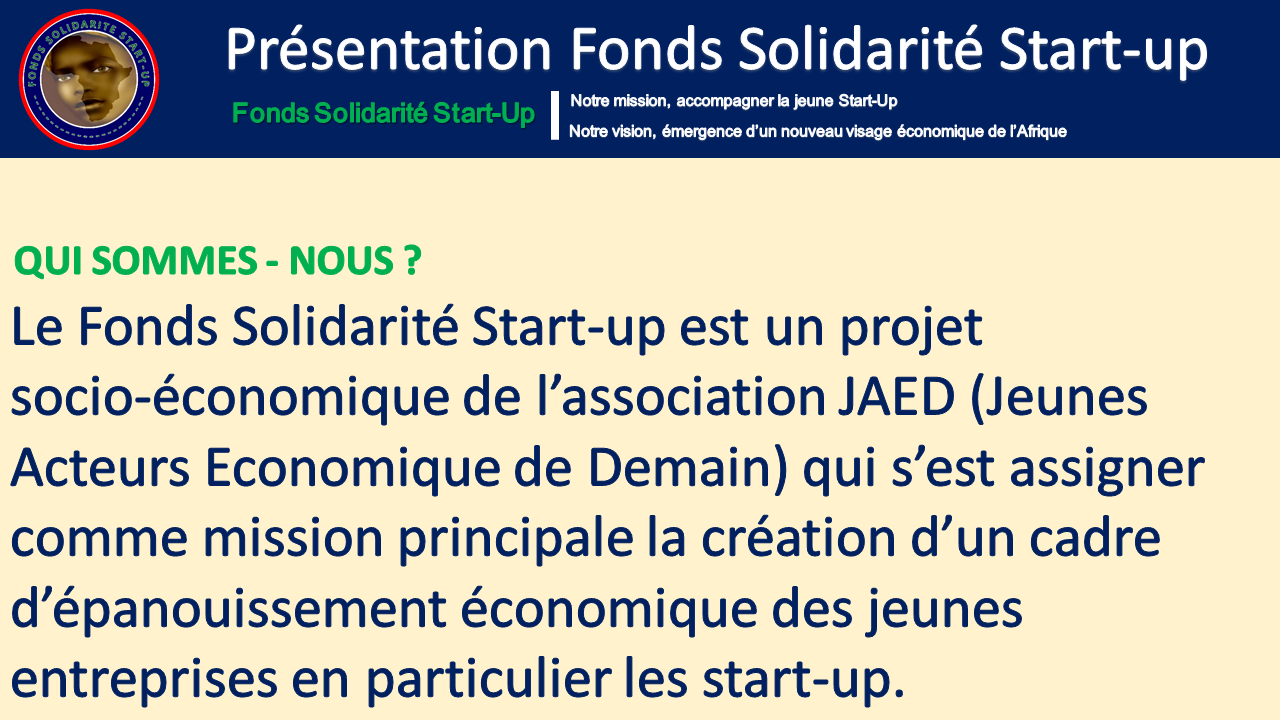 FONDS SOLIDARITE START-UP
Présentation Fonds Solidarité Start-up
Fonds Solidarité Start-Up
Notre mission, accompagner la jeune Start-Up
Notre vision, émergence d’un nouveau visage économique de l’Afrique
QUI SOMMES - NOUS ?
Le Fonds Solidarité Start-up est un projet
socio-économique de l’association JAED (Jeunes
Acteurs Economique de Demain) qui s’est assigner
comme mission principale la création d’un cadre
d’épanouissement économique des jeunes
entreprises en particulier les start-up.